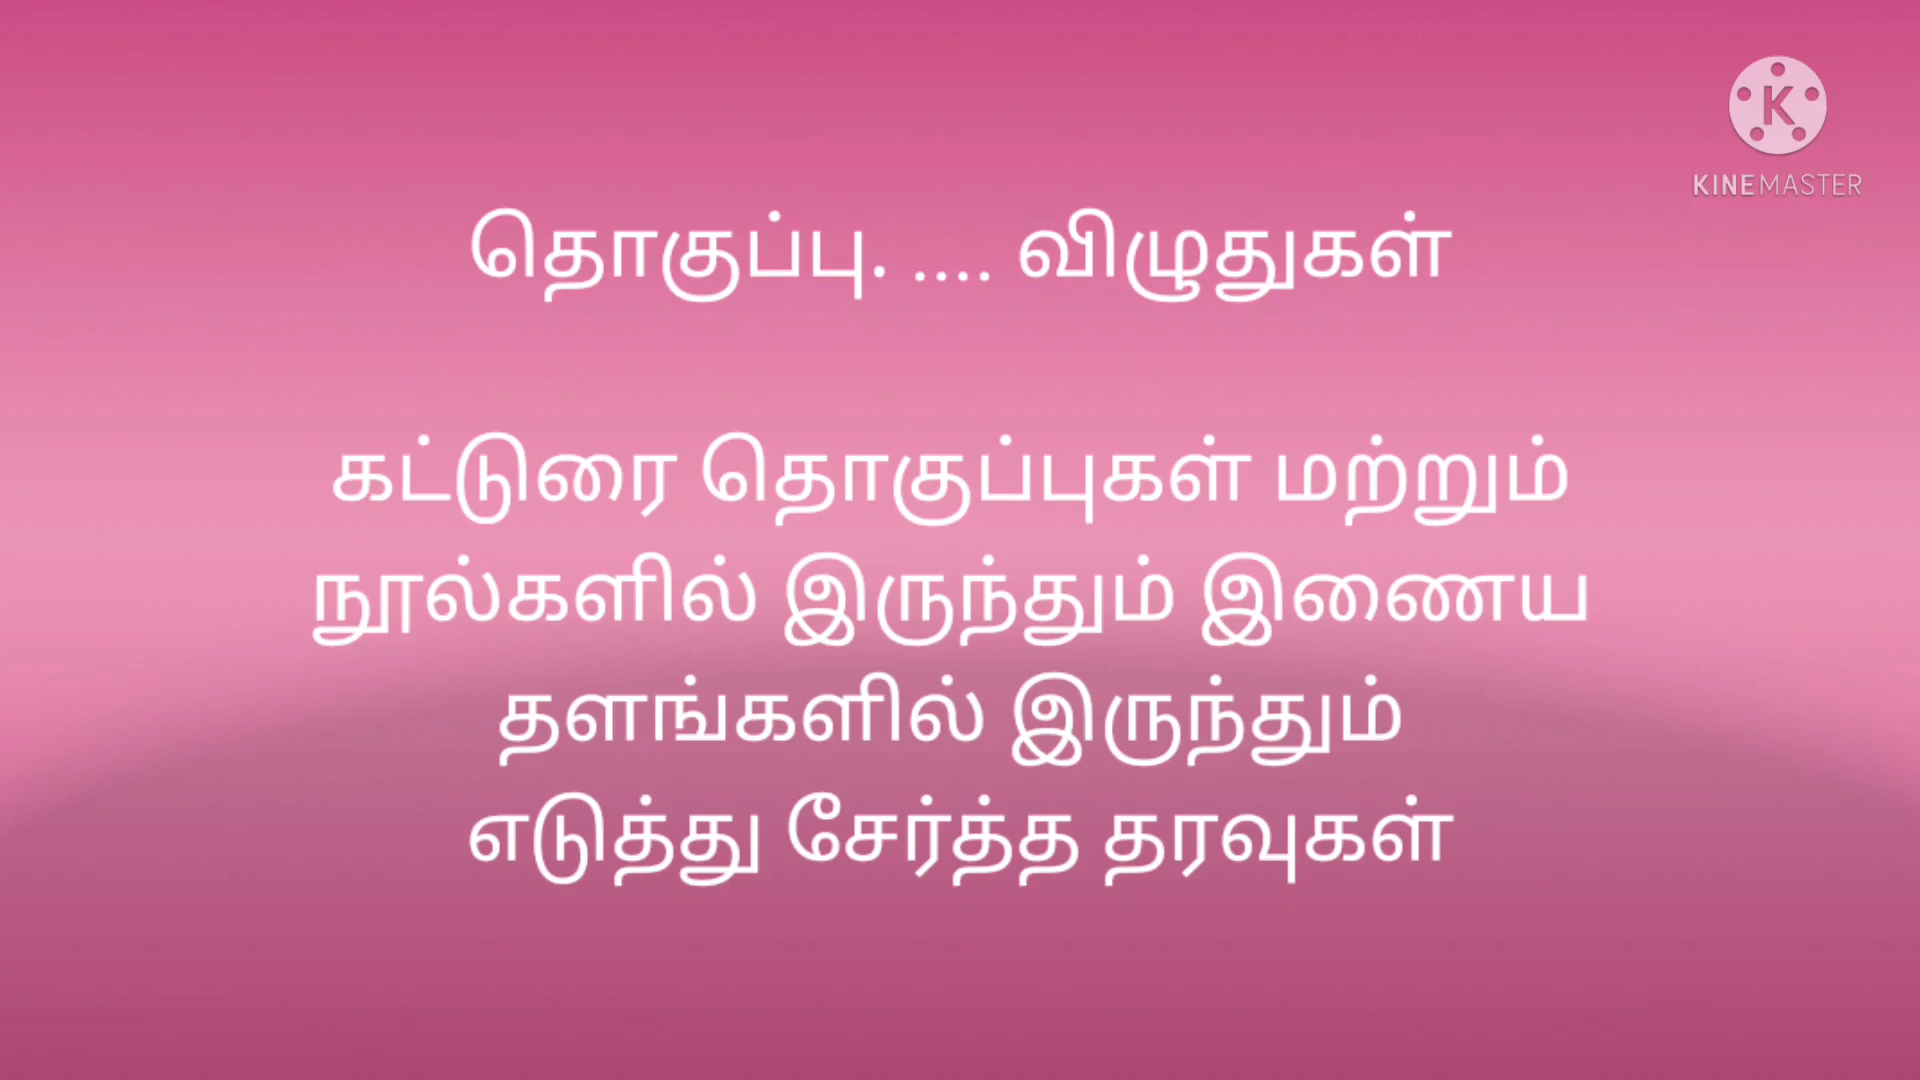 KINEMASTER
தொகுப்பு. .... விழுதுகள்
கட்டுரை தொகுப்புகள் மற்றும்
நூல்களில் இருந்தும் இணைய
தளங்களில் இருந்தும்
எடுத்து சேர்த்த தரவுகள்